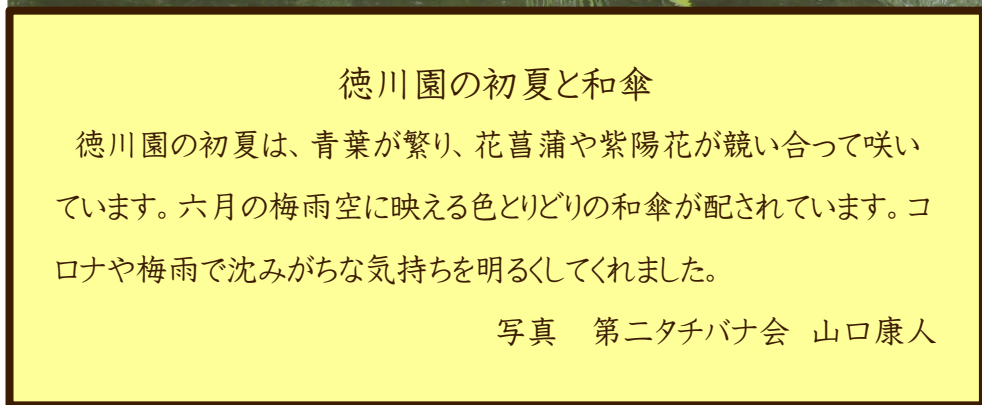 徳川園の初夏と和傘
徳川園の初夏は、青葉が繁り、花菖蒲や紫陽花が競い合って咲い
ています。六月の梅雨空に映える色とりどりの和傘が配されています。コ
ロナや梅雨で沈みがちな気持ちを明るくしてくれました。
写真　第二タチバナ会　山口康人